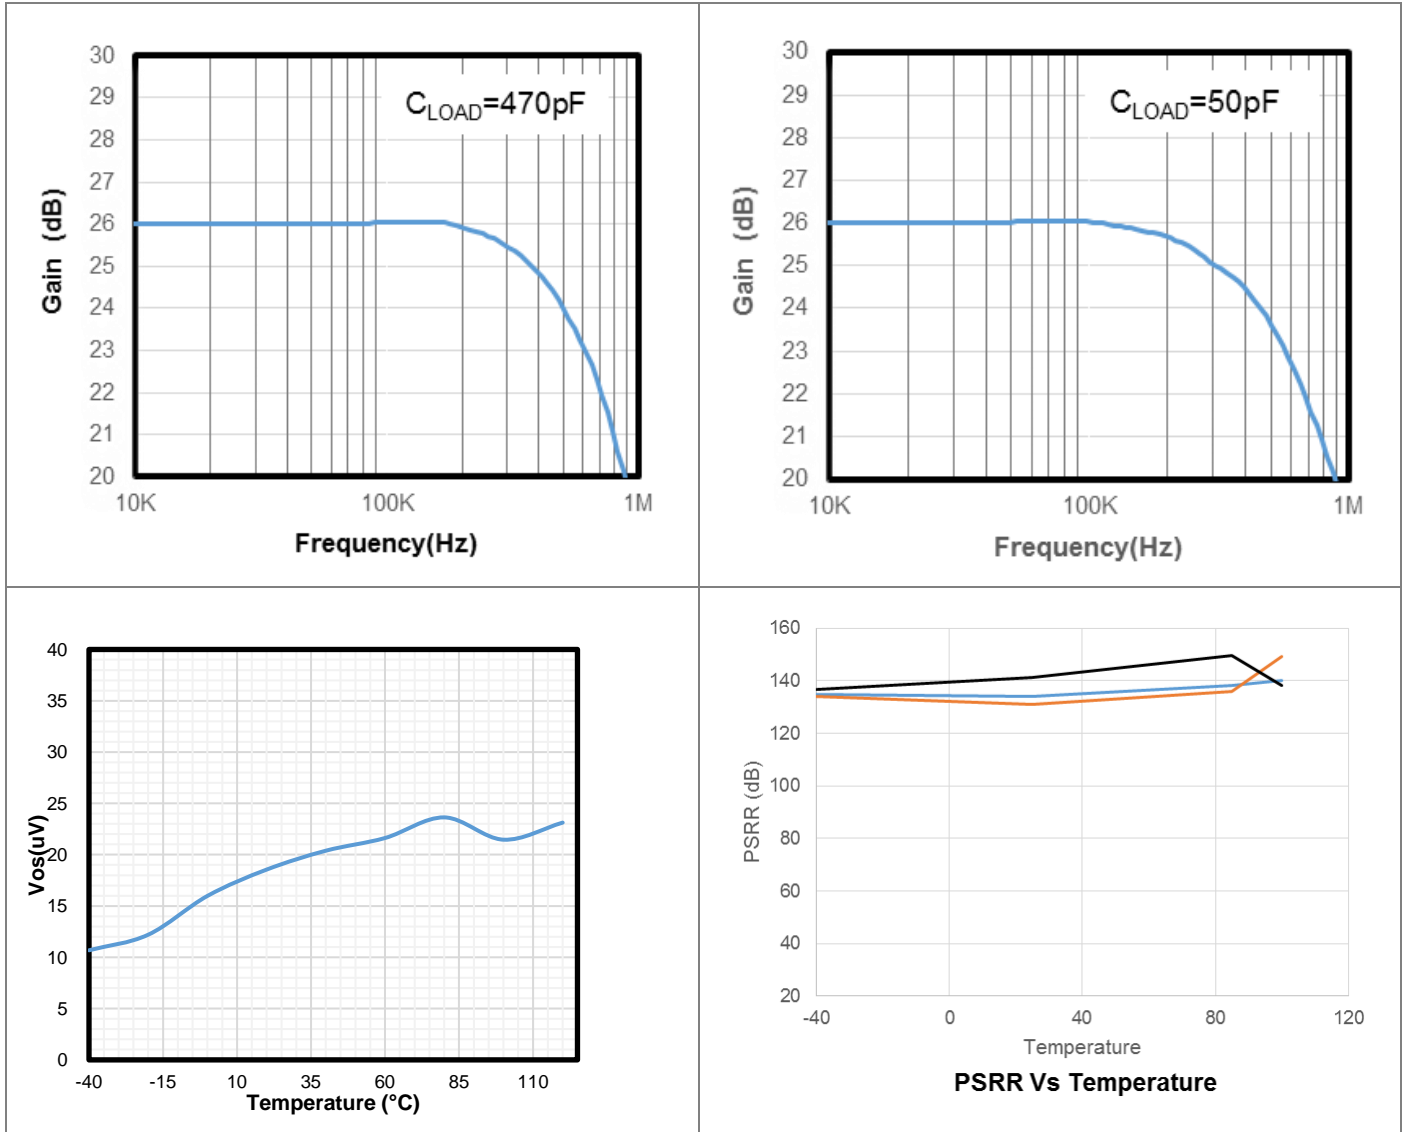 30
29
28
27
26
25
24
23
22
21
20
Gain (dB)
C_LOAD=470pF
10K 100K 1M
Frequency(Hz)
30
29
28
27
26
25
24
23
22
21
20
Gain (dB)
C_LOAD=50pF
10K 100K 1M
Frequency(Hz)
40
35
30
25
20
15
10
5
0
Vos(uV)
-40 -15 10 35 60 85 110
Temperature (°C)
160
140
120
100
80
60
40
20
PSRR (dB)
-40 0 40 80 120
Temperature
PSRR Vs Temperature